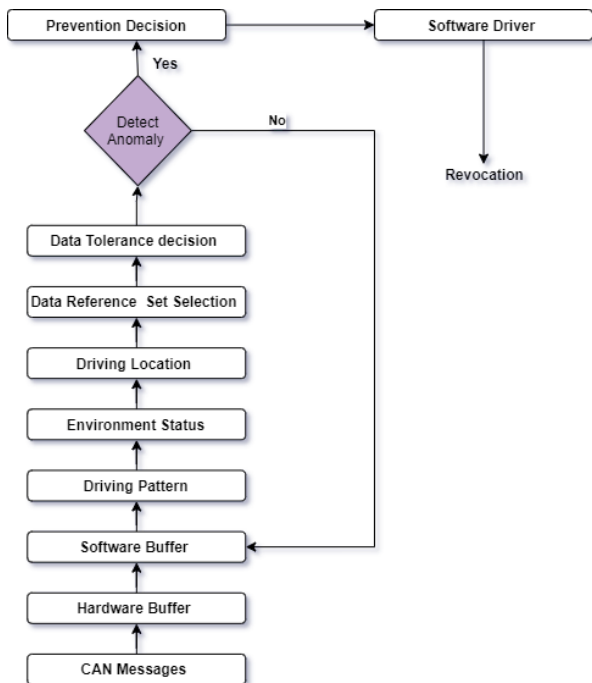 Prevention Decision
Software Driver
Yes
Detect
Anomaly
No
Revocation
Data Tolerance decision
Data Reference Set Selection
Driving Location
Environment Status
Driving Pattern
Software Buffer
Hardware Buffer
CAN Messages